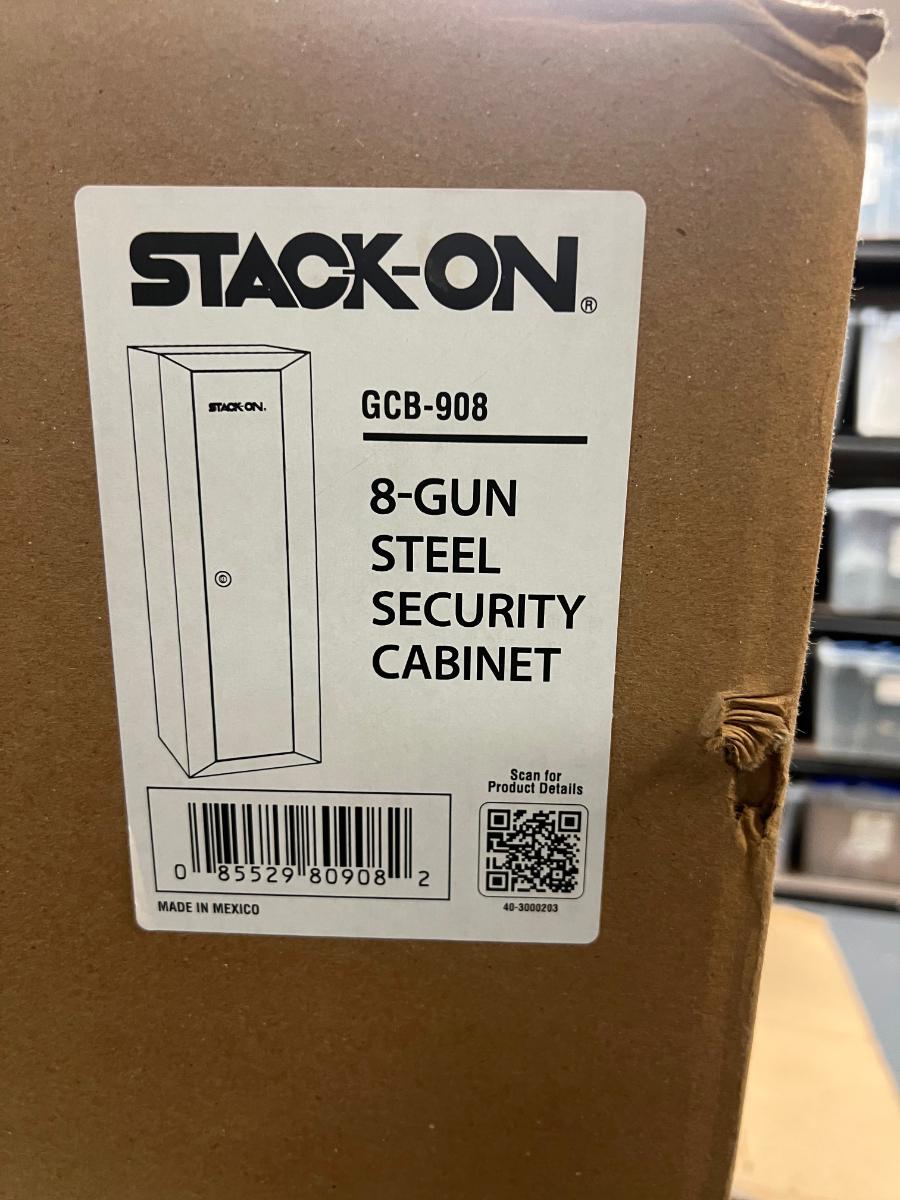 STACK-ON®
STACK-ON.
GCB-908
8-GUN
STEEL
SECURITY
CABINET
Scan for
Product Details
0 85529 80908 2
40-3000203
MADE IN MEXICO